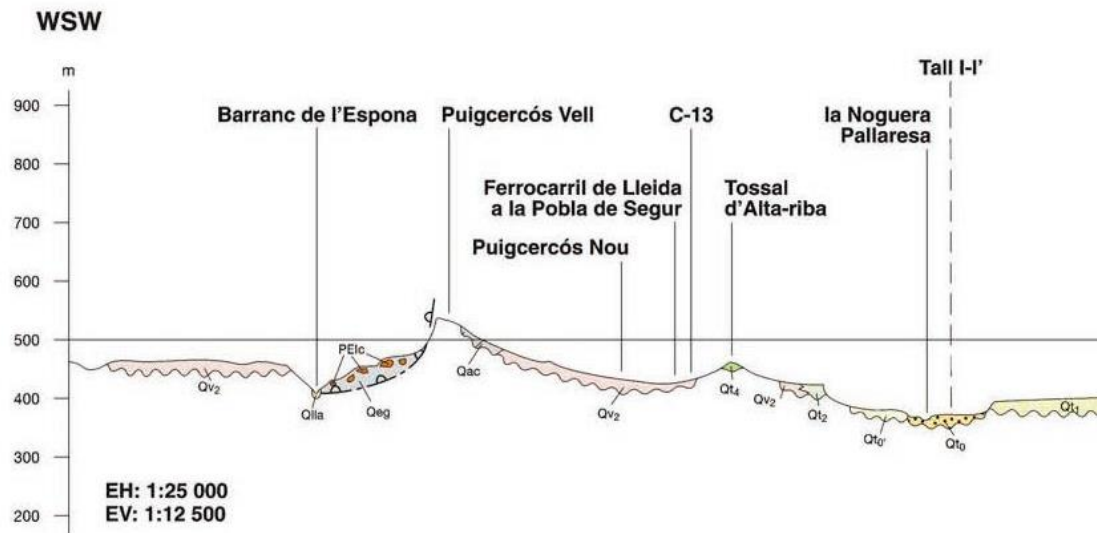 WSW
m
Tall I-I'
900
Barranc de l'Espona
Puigcercós Vell
C-13
la Noguera
Pallaresa
800
Ferrocarril de Lleida
a la Pobla de Segur
Tossal
d'Alta-riba
700
Puigcercós Nou
600
500
PElc
Qac
400
Qv2
Qlla
Qeg
Qv2
Qt4
Qv2
Qt2
Qt0'
Qt0
Qt1
300
EH: 1:25 000
EV: 1:12 500
200